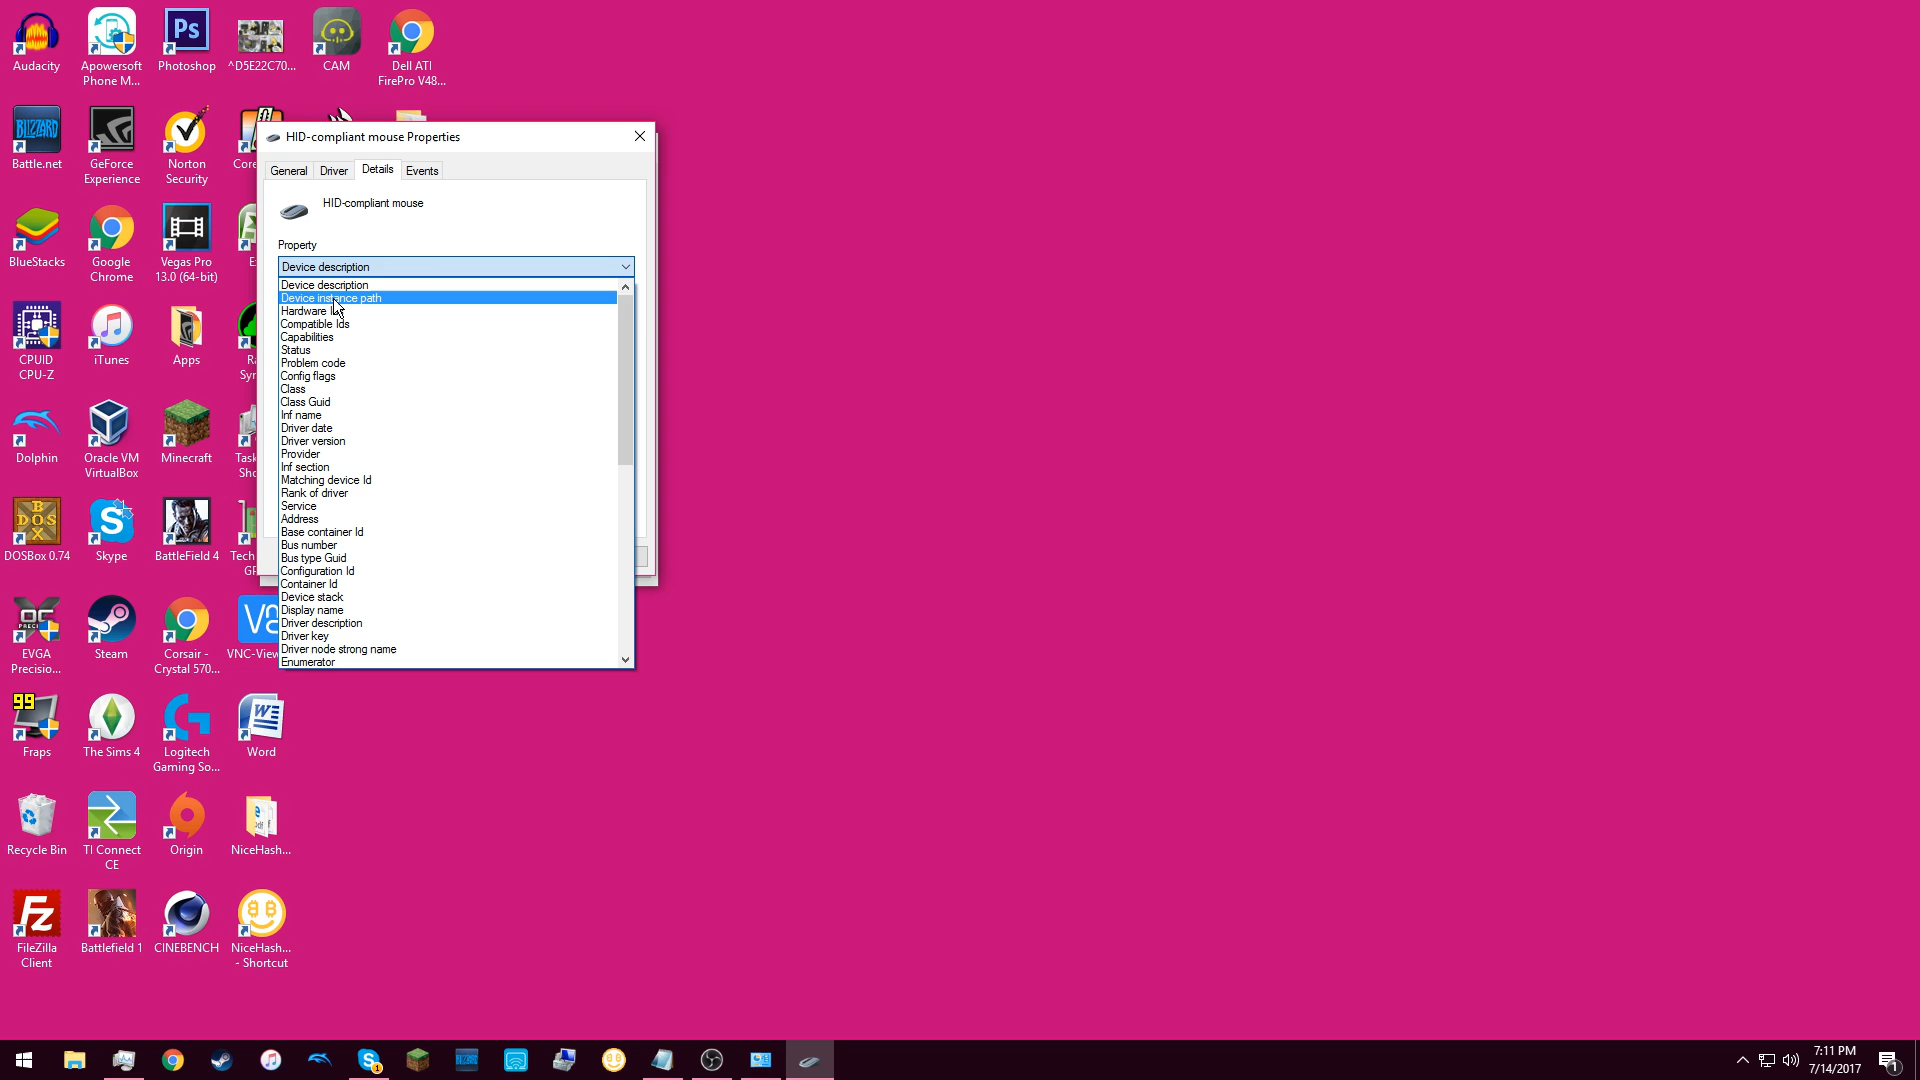 Audacity
Apowersoft
Phone M...
Ps
Photoshop
^D5E22C70...
CAM
Dell ATI
FirePro V48...
BLIZZARD
Battle.net
GeForce
Experience
Norton
Security
Core
BlueStacks
Google
Chrome
Vegas Pro
13.0 (64-bit)
CPUID
CPU-Z
iTunes
Apps
Dolphin
Oracle VM
VirtualBox
Minecraft
BOX
DOS
DOSBox 0.74
Skype
BattleField 4
Tech
OC
EVGA
Precisio...
Steam
Corsair -
Crystal 570...
VNC-View
99
Fraps
The Sims 4
Logitech
Gaming So...
Word
Recycle Bin
TI Connect
CE
Origin
NiceHash...
FileZilla
Client
Battlefield 1
CINEBENCH
NiceHash...
- Shortcut
HID-compliant mouse Properties
General
Driver
Details
Events
HID-compliant mouse
Property
Device description
Device description
Device instance path
Hardware
Compatible Ids
Capabilities
Status
Problem code
Config flags
Class
Class Guid
Inf name
Driver date
Driver version
Provider
Inf section
Matching device Id
Rank of driver
Service
Address
Base container Id
Bus number
Bus type Guid
Configuration Id
Container Id
Device stack
Display name
Driver description
Driver key
Driver node strong name
Enumerator
7:11 PM
7/14/2017
1